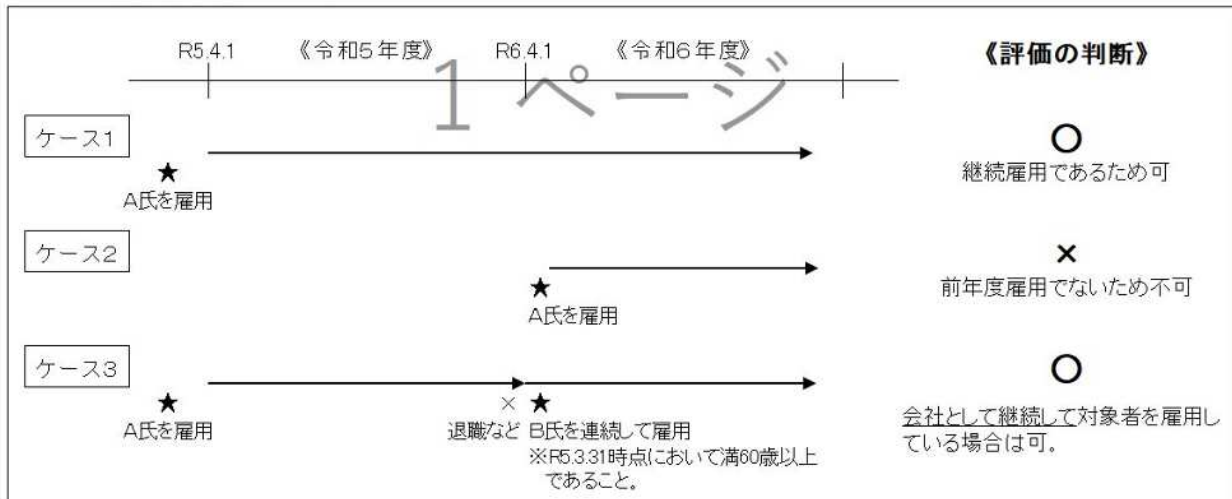 R5.4.1 《令和5年度》 R6.4.1 《令和6年度》 《評価の判断》
1 ページ
ケース1
○
継続雇用であるため可
★
A氏を雇用
ケース2
×
前年度雇用でないため不可
★
A氏を雇用
ケース3
○
★ × ★
A氏を雇用 退職など B氏を連続して雇用
※R5.3.31時点において満60歳以上
であること。
会社として継続して対象者を雇用し
ている場合は可。